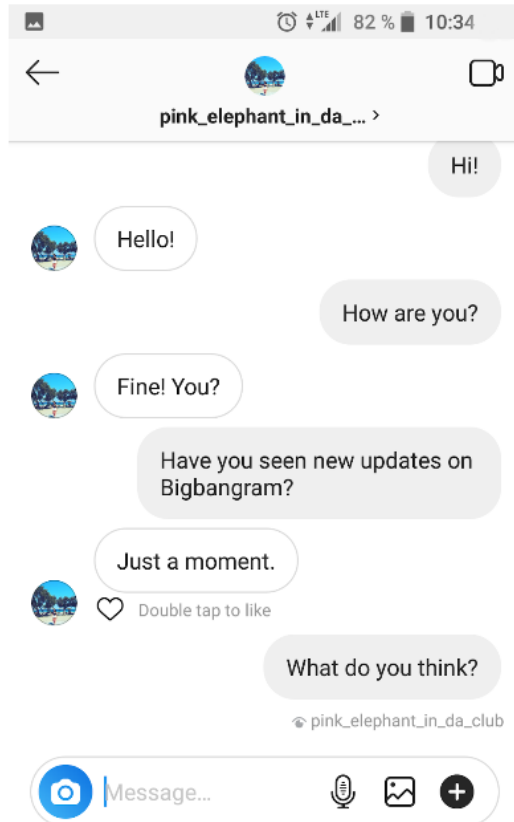 LTE 82 % 10:34
pink_elephant_in_da_... >
Hi!
Hello!
How are you?
Fine! You?
Have you seen new updates on
Bigbangram?
Just a moment.
Double tap to like
What do you think?
pink_elephant_in_da_club
Message...